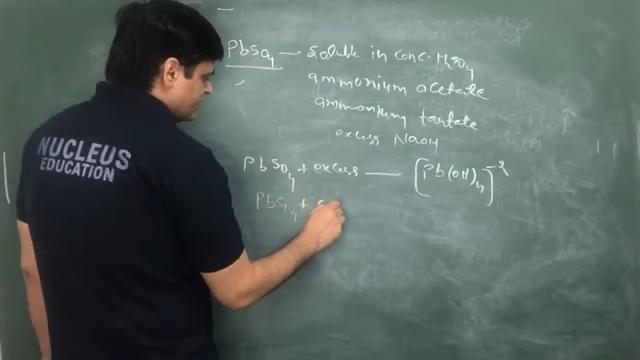 NUCLEUS
EDUCATION
PbSO4 — Soluble in conc. H2SO4
ammonium acetate
ammonium tartate
excess NaOH
PbSO4 + excess — [Pb(OH)4]-2
PbSO4 +